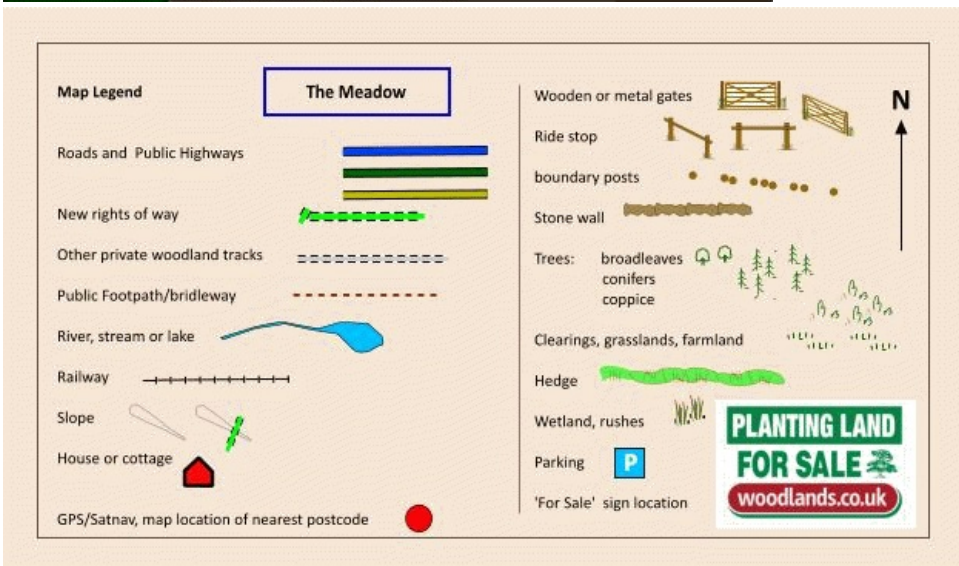 Map Legend
The Meadow
Roads and Public Highways
New rights of way
Other private woodland tracks
Public Footpath/bridleway
River, stream or lake
Railway
Slope
House or cottage
GPS/Satnav, map location of nearest postcode
Wooden or metal gates
Ride stop
boundary posts
Stone wall
Trees: broadleaves
conifers
coppice
Clearings, grasslands, farmland
Hedge
Wetland, rushes
Parking P
'For Sale' sign location
N
PLANTING LAND
FOR SALE
woodlands.co.uk